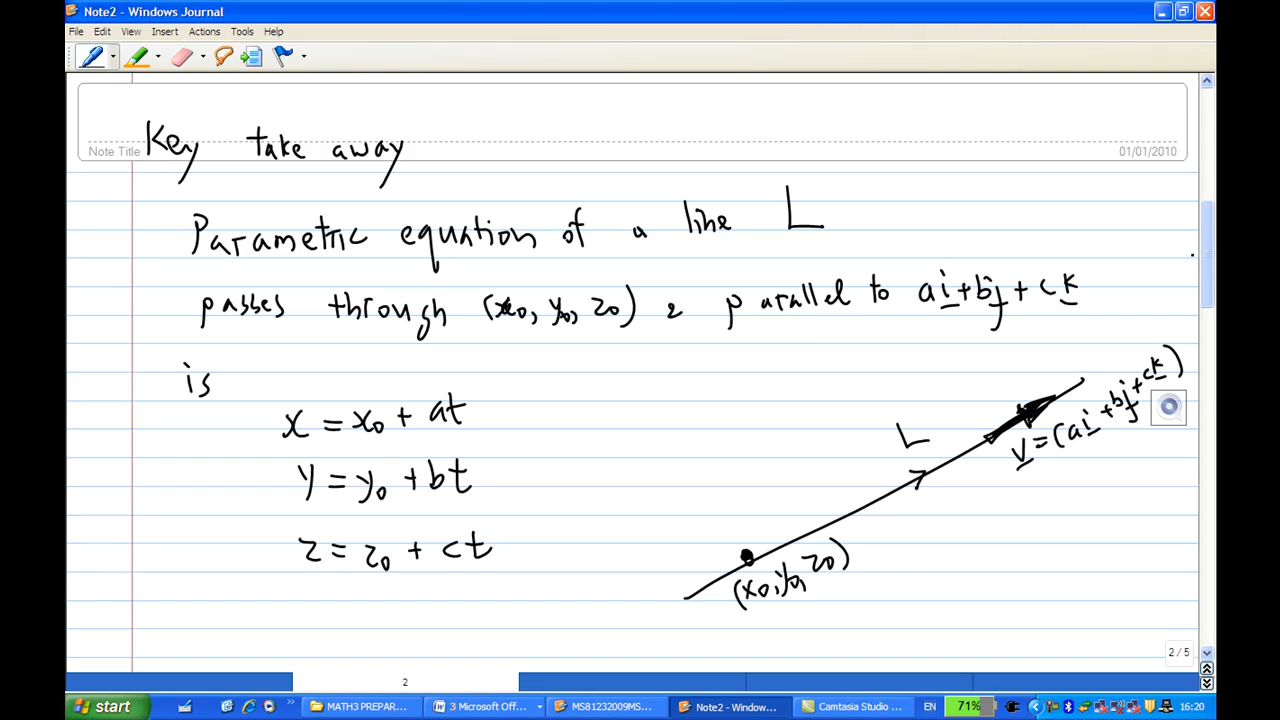 Note2 - Windows Journal
File Edit View Insert Actions Tools Help
Key take away
Note Title
01/01/2010
Parametric equation of a line L
passes through (x0, y0, z0) & parallel to ai+bj+ck
is
x = x0 + at
y = y0 + bt
z = z0 + ct
L
v=(ai+bj+ck)
(x0, y0, z0)
2 / 5
2
start
MATH3 PREPAR...
3 Microsoft Off...
MS81232009MS...
Note2 - Windows...
Camtasia Studio ...
EN
71%
16:20